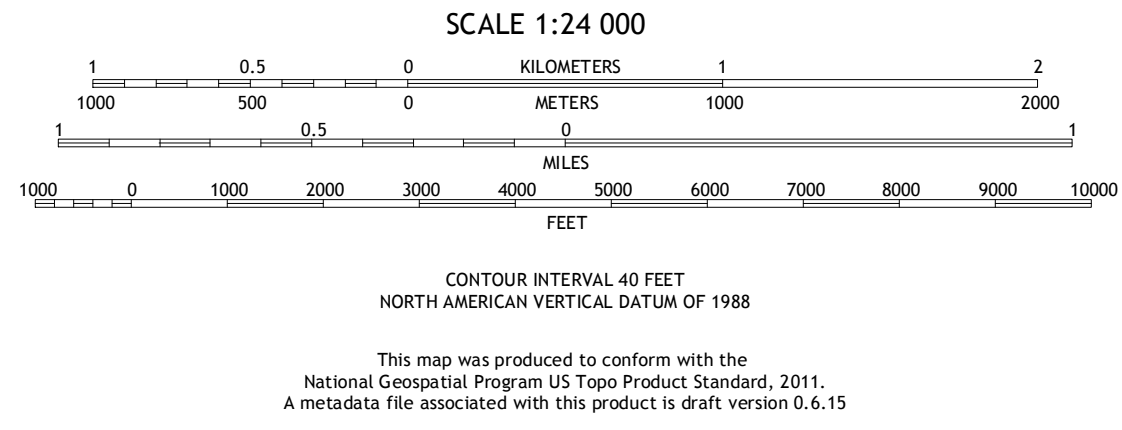 SCALE 1:24 000
1 0.5 0 KILOMETERS 1 2
1000 500 0 METERS 1000 2000
1 0.5 0 1
MILES
1000 0 1000 2000 3000 4000 5000 6000 7000 8000 9000 10000
FEET
CONTOUR INTERVAL 40 FEET
NORTH AMERICAN VERTICAL DATUM OF 1988
This map was produced to conform with the
National Geospatial Program US Topo Product Standard, 2011.
A metadata file associated with this product is draft version 0.6.15